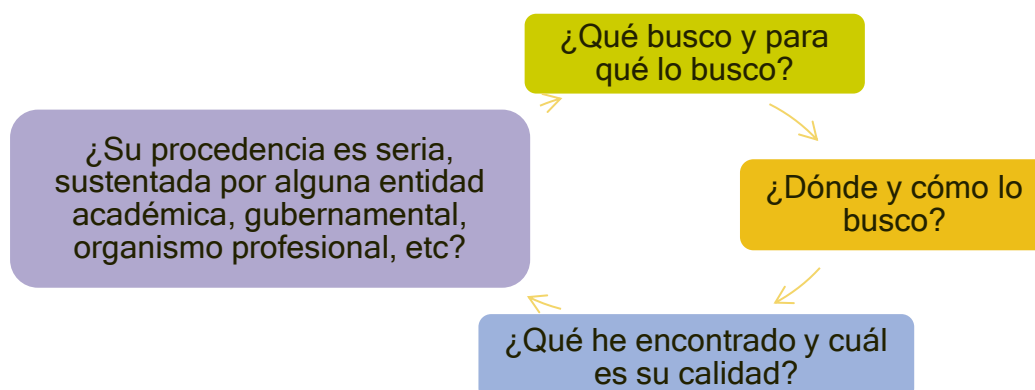 ¿Qué busco y para
qué lo busco?
¿Dónde y cómo lo
busco?
¿Qué he encontrado y cuál
es su calidad?
¿Su procedencia es seria,
sustentada por alguna entidad
académica, gubernamental,
organismo profesional, etc?